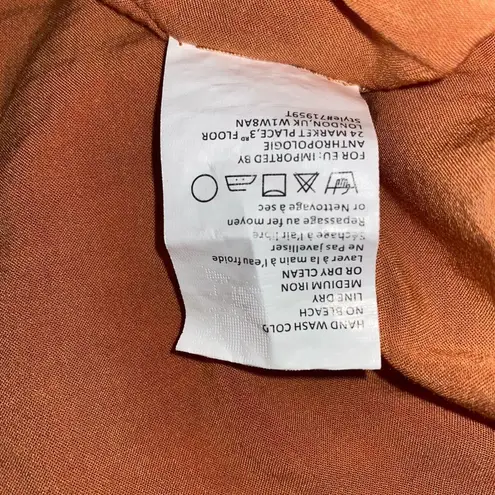 HAND WASH COLD
NO BLEACH
LINE DRY
MEDIUM IRON
OR DRY CLEAN
Laver à la main à l'eau froide
Ne Pas javelliser
Séchage à l'air libre
Repassage au fer moyen
or Nettoyage à sec
FOR EU: IMPORTED BY
ANTHROPOLOGIE
24 MARKET PLACE,3RD FLOOR
LONDON,UK W1W8AN
Style#71959T